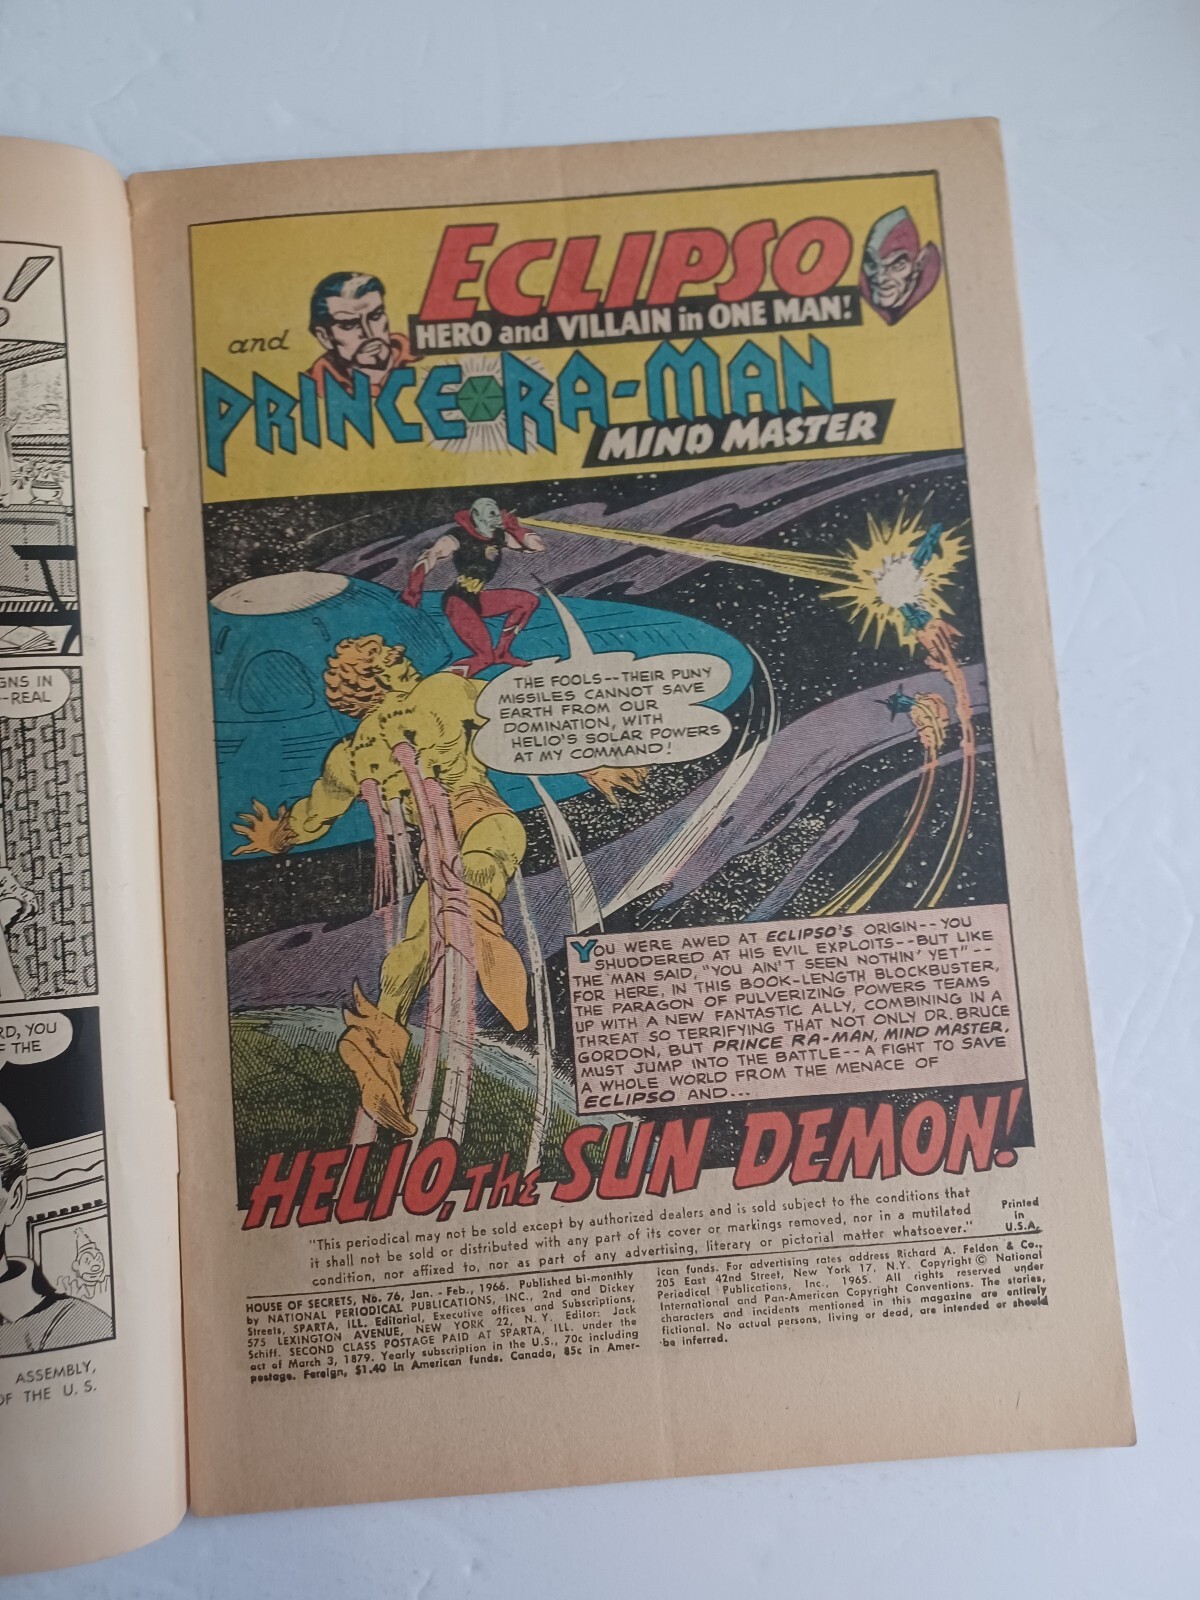 !
GNS IN
--REAL
RD, YOU
F THE
ASSEMBLY,
OF THE U.S.
ECLIPSO
HERO and VILLAIN in ONE MAN!
and
PRINCE RA-MAN
MIND MASTER
THE FOOLS--THEIR PUNY
MISSILES CANNOT SAVE
EARTH FROM OUR
DOMINATION, WITH
HELIO'S SOLAR POWERS
AT MY COMMAND!
YOU WERE AWED AT ECLIPSO'S ORIGIN--YOU
SHUDDERED AT HIS EVIL EXPLOITS--BUT LIKE
THE MAN SAID, "YOU AIN'T SEEN NOTHIN' YET"--
FOR HERE, IN THIS BOOK-LENGTH BLOCKBUSTER,
THE PARAGON OF PULVERIZING POWERS TEAMS
UP WITH A NEW FANTASTIC ALLY, COMBINING IN A
THREAT SO TERRIFYING THAT NOT ONLY DR. BRUCE
GORDON, BUT PRINCE RA-MAN, MIND MASTER,
MUST JUMP INTO THE BATTLE--A FIGHT TO SAVE
A WHOLE WORLD FROM THE MENACE OF
ECLIPSO AND...
HELIO, THE SUN DEMON!
"This periodical may not be sold except by authorized dealers and is sold subject to the conditions that
it shall not be sold or distributed with any part of its cover or markings removed, nor in a mutilated
condition, nor affixed to, nor as part of any advertising, literary or pictorial matter whatsoever."
Printed
in
U.S.A.
HOUSE OF SECRETS, No. 76, Jan. - Feb., 1966. Published bi-monthly
by NATIONAL PERIODICAL PUBLICATIONS, INC., 2nd and Dickey
Streets, SPARTA, ILL. Editorial, Executive offices and Subscriptions,
575 LEXINGTON AVENUE, NEW YORK 22, N. Y. Editor: Jack
Schiff. SECOND CLASS POSTAGE PAID AT SPARTA, ILL. under the
act of March 3, 1879. Yearly subscription in the U.S., 70c including
postage. Foreign, $1.40 in American funds. Canada, 85c in Amer-
ican funds. For advertising rates address Richard A. Feldon & Co.,
205 East 42nd Street, New York 17, N.Y. Copyright © National
Periodical Publications, Inc., 1965. All rights reserved under
International and Pan-American Copyright Conventions. The stories,
characters and incidents mentioned in this magazine are entirely
fictional. No actual persons, living or dead, are intended or should
be inferred.